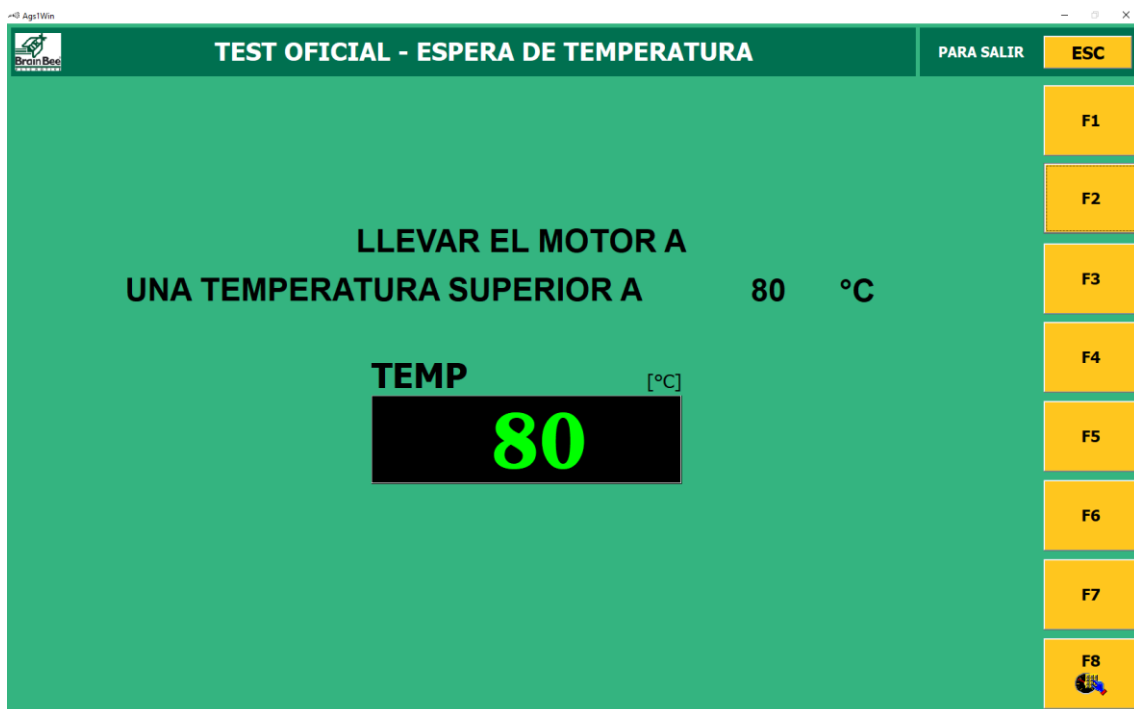 Ags1Win
BrainBee
TEST OFICIAL - ESPERA DE TEMPERATURA
PARA SALIR
ESC
F1
F2
LLEVAR EL MOTOR A
UNA TEMPERATURA SUPERIOR A 80 °C
F3
F4
TEMP [°C]
80
F5
F6
F7
F8